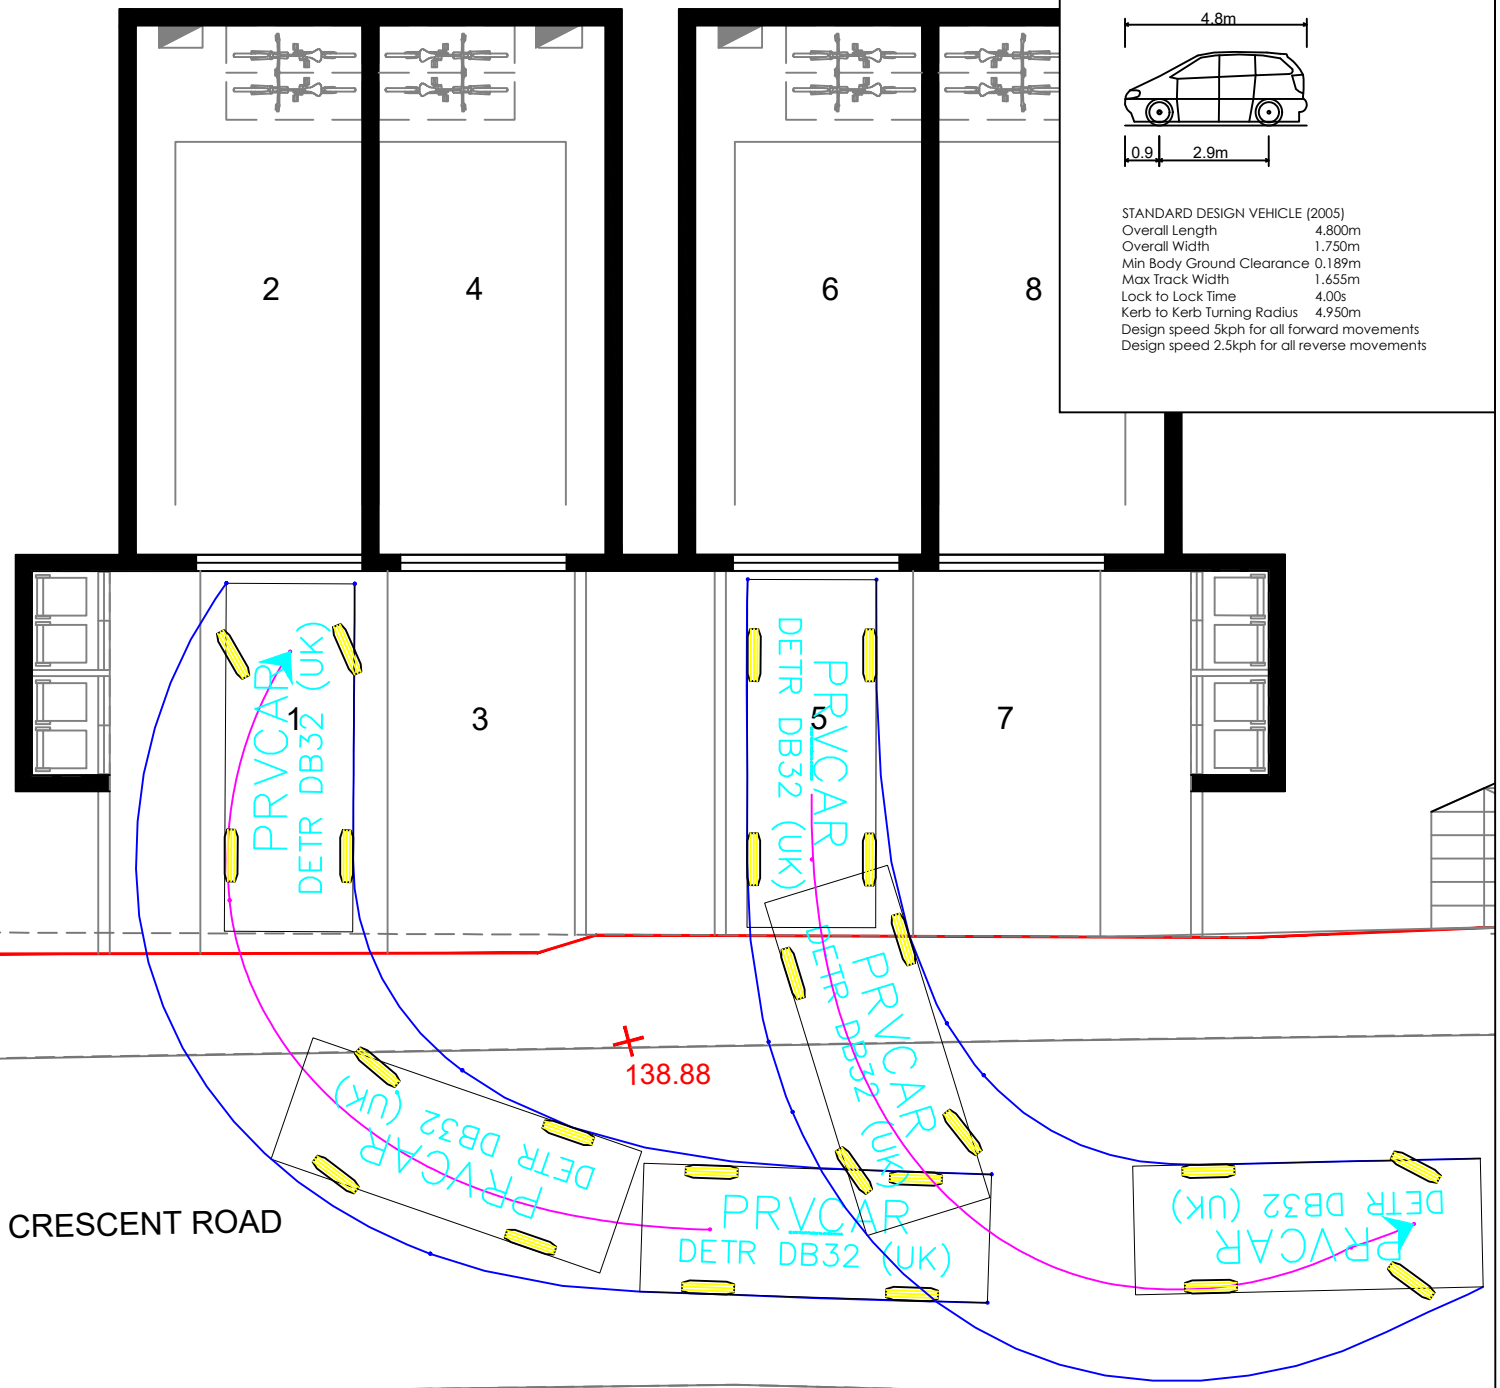 4.8m
0.9
2.9m
STANDARD DESIGN VEHICLE (2005)
Overall Length 4.800m
Overall Width 1.750m
Min Body Ground Clearance 0.189m
Max Track Width 1.655m
Lock to Lock Time 4.00s
Kerb to Kerb Turning Radius 4.950m
Design speed 5kph for all forward movements
Design speed 2.5kph for all reverse movements
2
4
6
8
1
3
5
7
PRVCAR
DETR DB32 (UK)
PRVCAR
DETR DB32 (UK)
PRVCAR
DETR DB32 (UK)
138.88
PRVCAR
DETR DB32 (UK)
PRVCAR
DETR DB32 (UK)
PRVCAR
DETR DB32 (UK)
CRESCENT ROAD